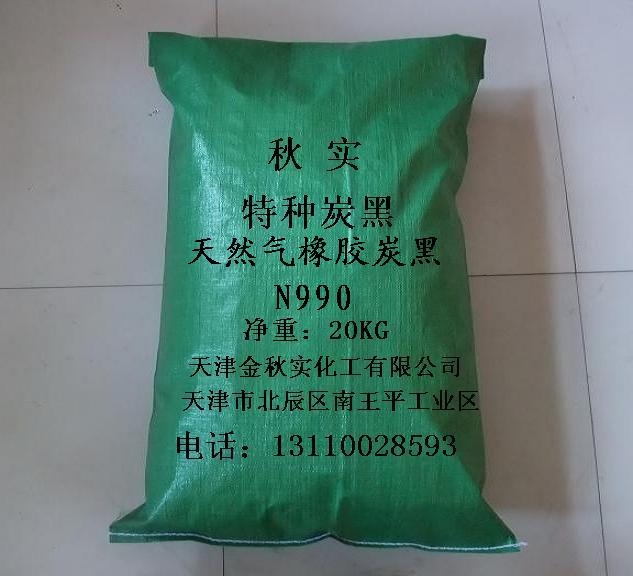 秋 实
特种炭黑
天然气橡胶炭黑
N990
净重：20KG
天津金秋实化工有限公司
天津市北辰区南王平工业区
电话：13110028593